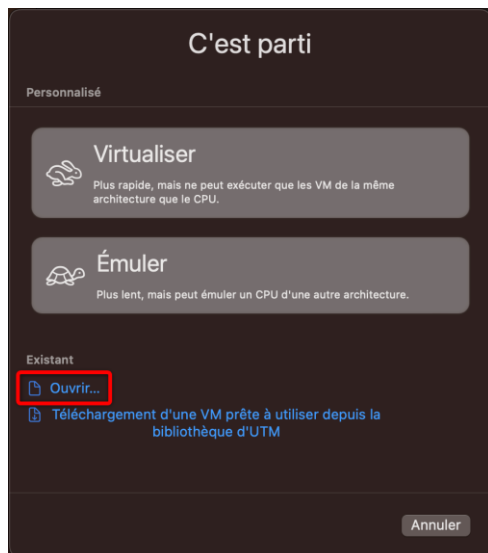 C'est parti
Personnalisé
Virtualiser
Plus rapide, mais ne peut exécuter que les VM de la même
architecture que le CPU.
Émuler
Plus lent, mais peut émuler un CPU d'une autre architecture.
Existant
Ouvrir...
Téléchargement d'une VM prête à utiliser depuis la
bibliothèque d'UTM
Annuler